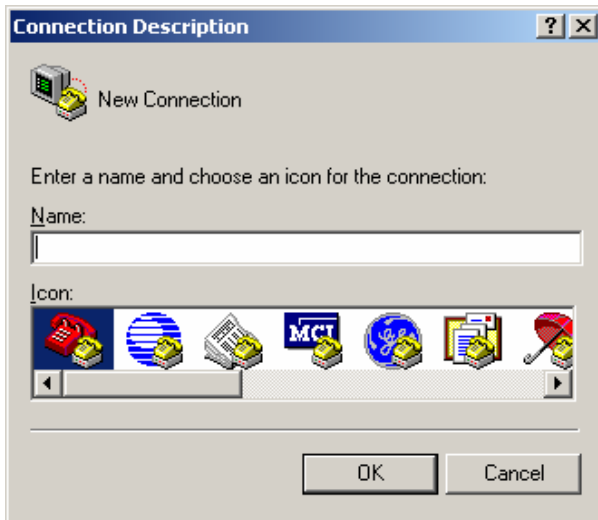 Connection Description
New Connection
Enter a name and choose an icon for the connection:
Name:
Icon:
MCI
OK Cancel